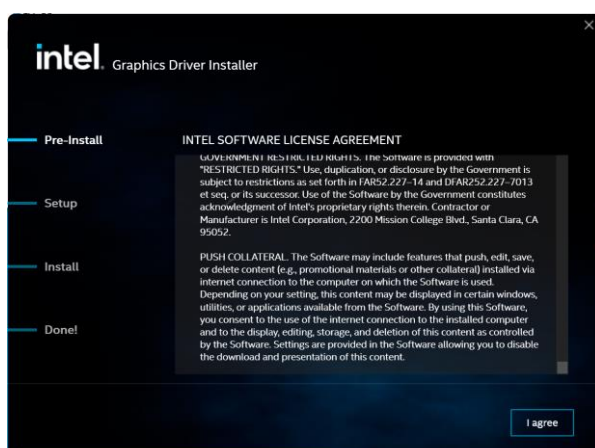 intel. Graphics Driver Installer
Pre-Install
INTEL SOFTWARE LICENSE AGREEMENT
GOVERNMENT RESTRICTED RIGHTS. The Software is provided with
"RESTRICTED RIGHTS." Use, duplication, or disclosure by the Government is
subject to restrictions as set forth in FAR52.227–14 and DFAR252.227–7013
et seq. or its successor. Use of the Software by the Government constitutes
acknowledgment of Intel's proprietary rights therein. Contractor or
Manufacturer is Intel Corporation, 2200 Mission College Blvd., Santa Clara, CA
95052.
PUSH COLLATERAL. The Software may include features that push, edit, save,
or delete content (e.g., promotional materials or other collateral) installed via
internet connection to the computer on which the Software is used.
Depending on your setting, this content may be displayed in certain windows,
utilities, or applications available from the Software. By using this Software,
you consent to the use of the internet connection to the installed computer
and to the display, editing, storage, and deletion of this content as controlled
by the Software. Settings are provided in the Software allowing you to disable
the download and presentation of this content.
Setup
Install
Done!
I agree